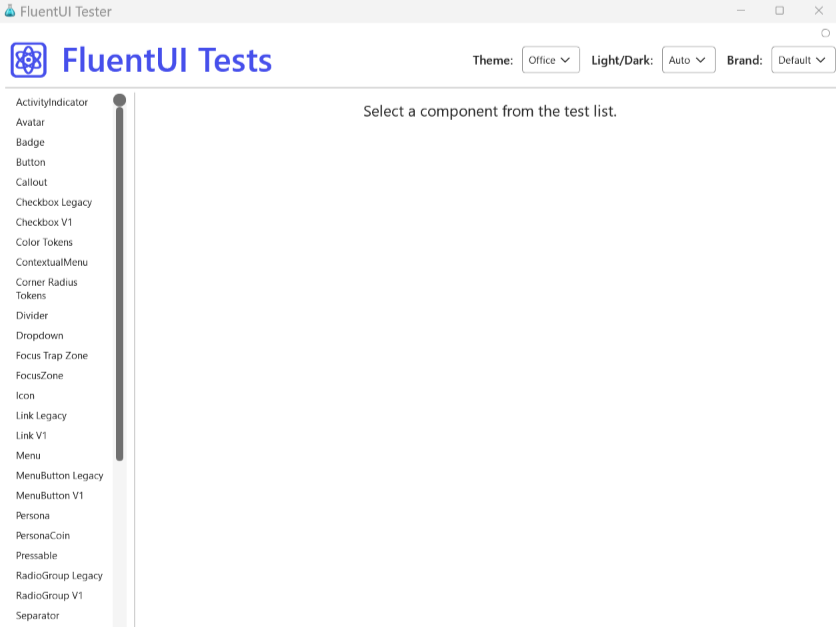 FluentUI Tester
FluentUI Tests
Theme: Office Light/Dark: Auto Brand: Default
ActivityIndicator
Avatar
Badge
Button
Callout
Checkbox Legacy
Checkbox V1
Color Tokens
ContextualMenu
Corner Radius
Tokens
Divider
Dropdown
Focus Trap Zone
FocusZone
Icon
Link Legacy
Link V1
Menu
MenuButton Legacy
MenuButton V1
Persona
PersonaCoin
Pressable
RadioGroup Legacy
RadioGroup V1
Separator
Select a component from the test list.